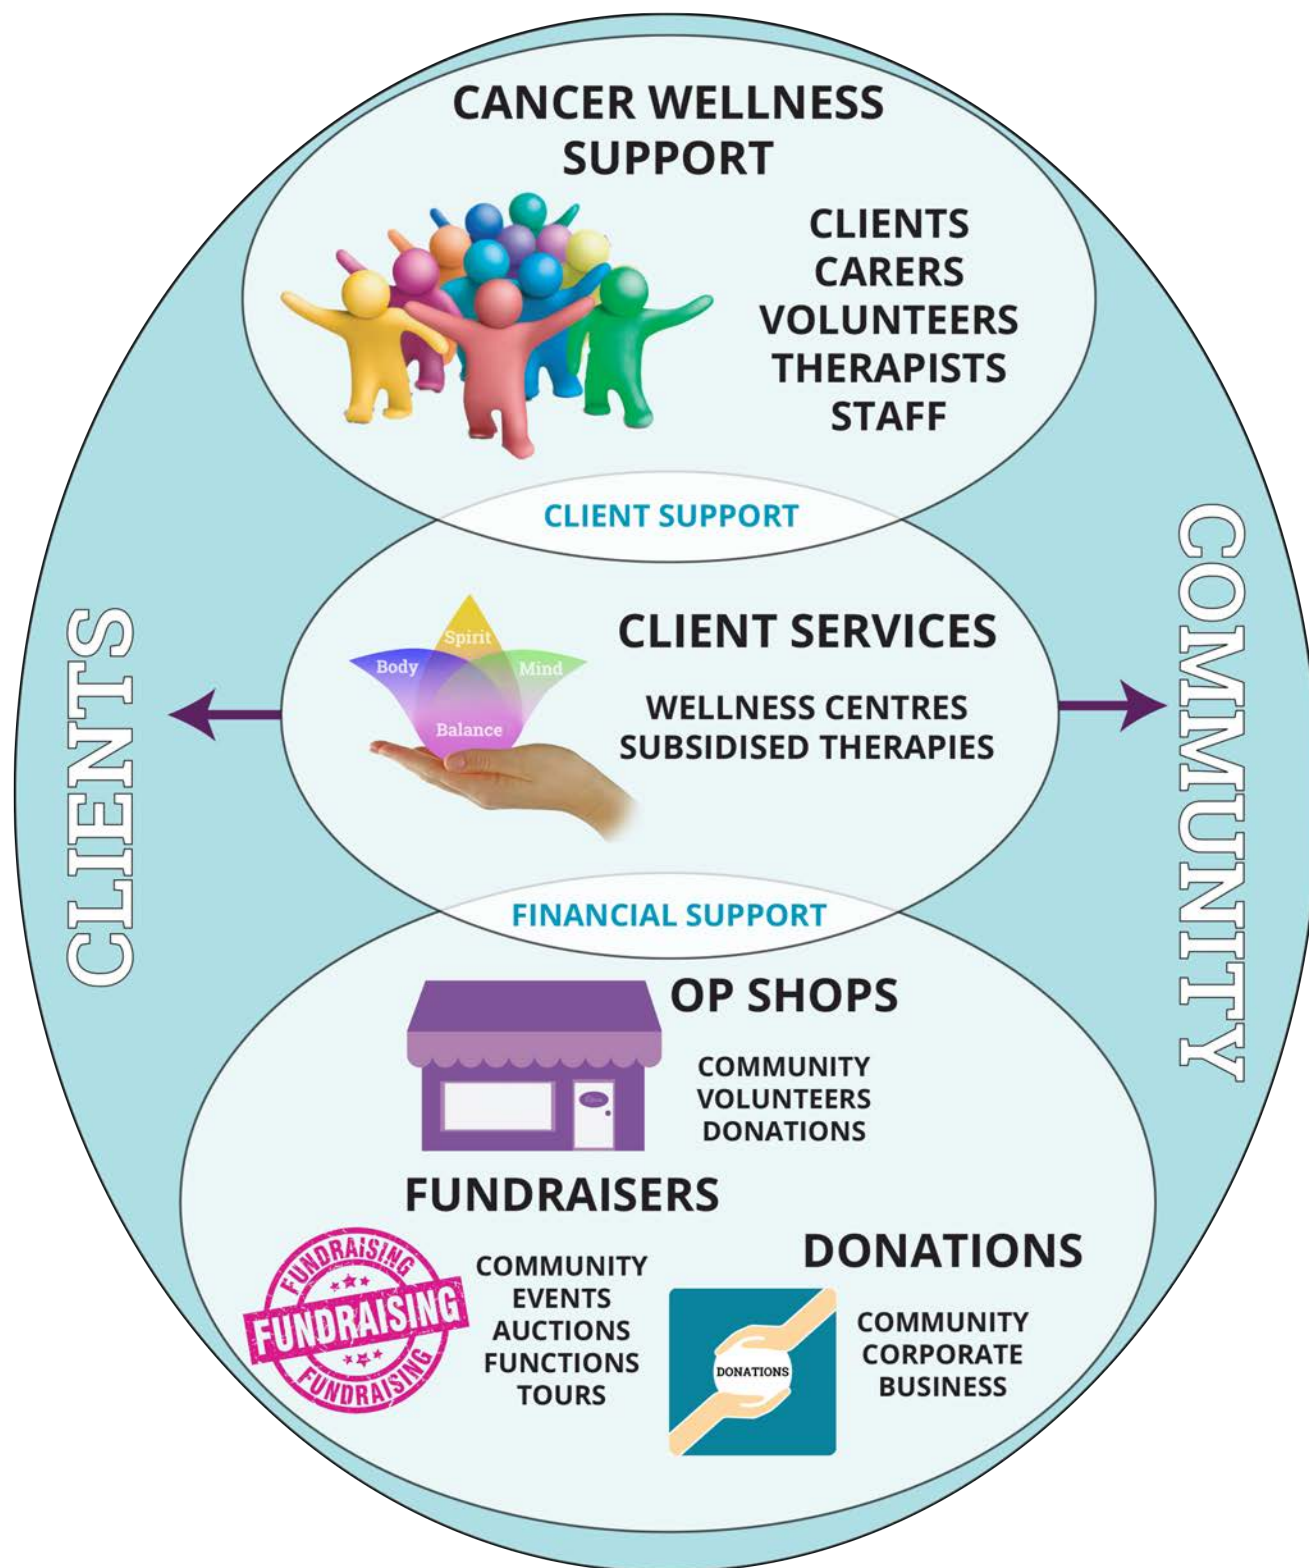 CANCER WELLNESS
SUPPORT
CLIENTS
CARERS
VOLUNTEERS
THERAPISTS
STAFF
CLIENT SUPPORT
CLIENTS
COMMUNITY
Spirit
Body
Mind
Balance
CLIENT SERVICES
WELLNESS CENTRES
SUBSIDISED THERAPIES
FINANCIAL SUPPORT
OP SHOPS
COMMUNITY
VOLUNTEERS
DONATIONS
FUNDRAISERS
FUNDRAISING
FUNDRAISING
FUNDRAISING
COMMUNITY
EVENTS
AUCTIONS
FUNCTIONS
TOURS
DONATIONS
DONATIONS
COMMUNITY
CORPORATE
BUSINESS